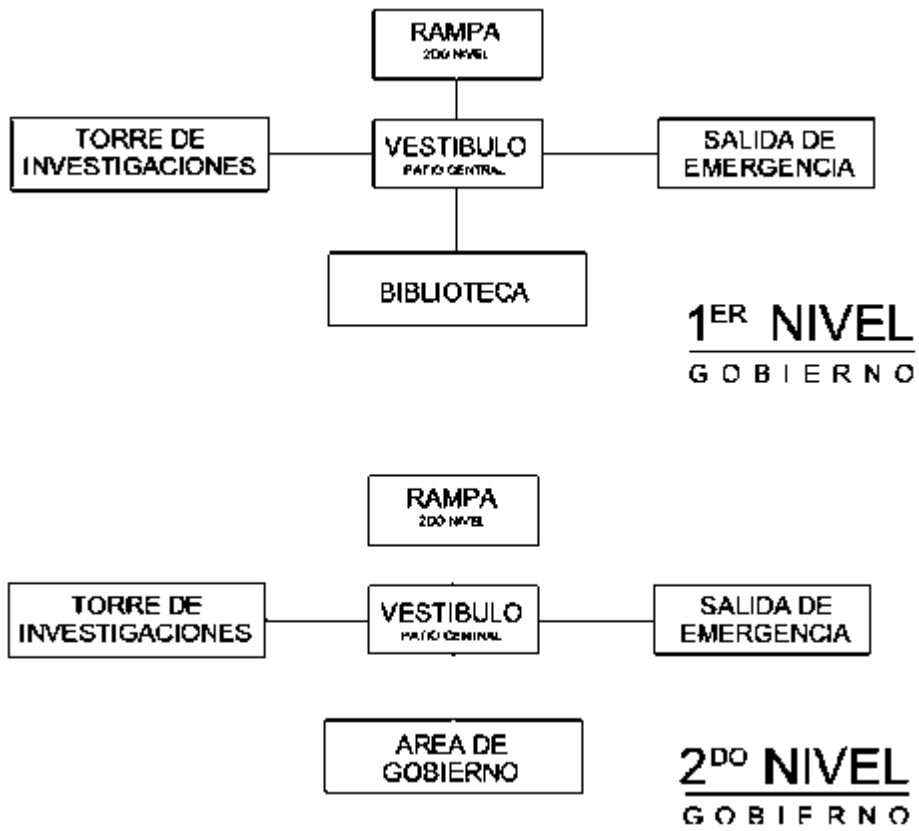 RAMPA
2DO NIVEL
TORRE DE
INVESTIGACIONES
VESTIBULO
PATIO CENTRAL
SALIDA DE
EMERGENCIA
BIBLIOTECA
1ER NIVEL
GOBIERNO
RAMPA
2DO NIVEL
TORRE DE
INVESTIGACIONES
VESTIBULO
PATIO CENTRAL
SALIDA DE
EMERGENCIA
AREA DE
GOBIERNO
2DO NIVEL
GOBIERNO